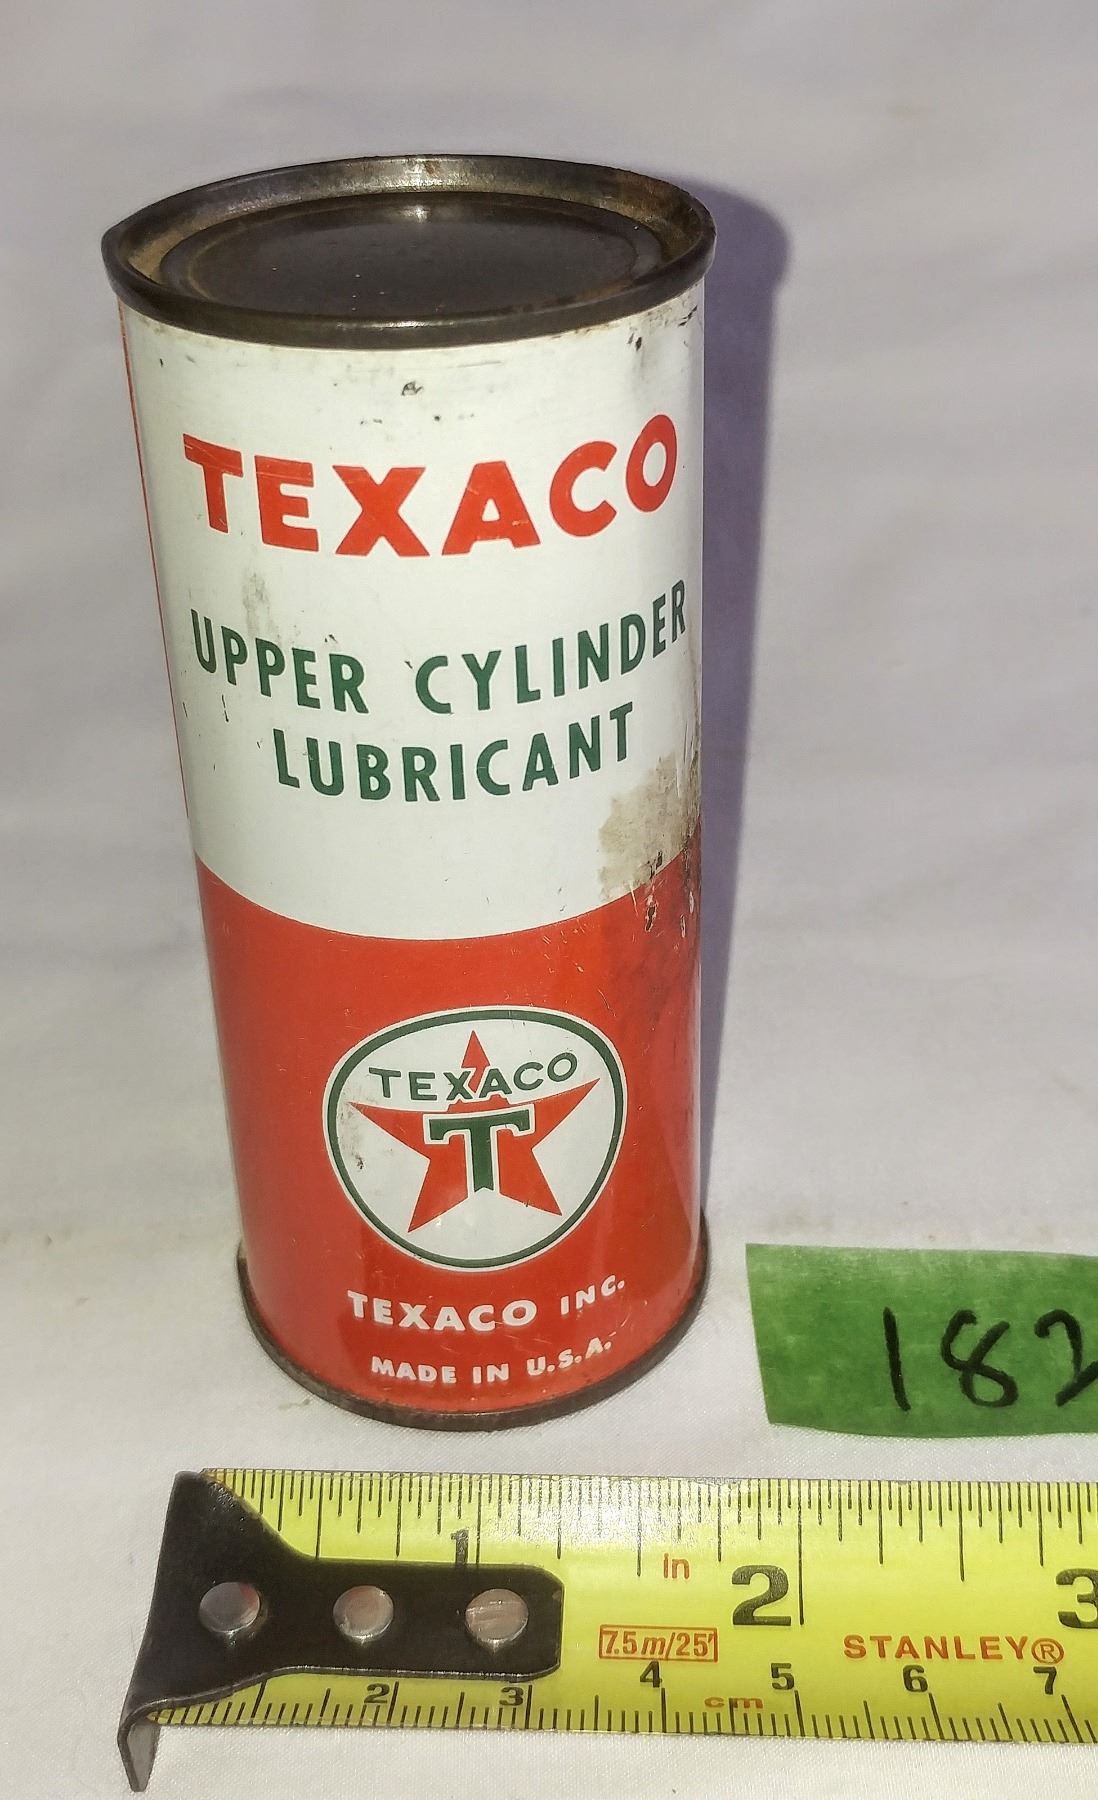 TEXACO
UPPER CYLINDER
LUBRICANT
TEXACO
T
TEXACO INC.
MADE IN U.S.A.
182
1 in 2 3
7.5m/25' STANLEY®
2 3 4 cm 5 6 7